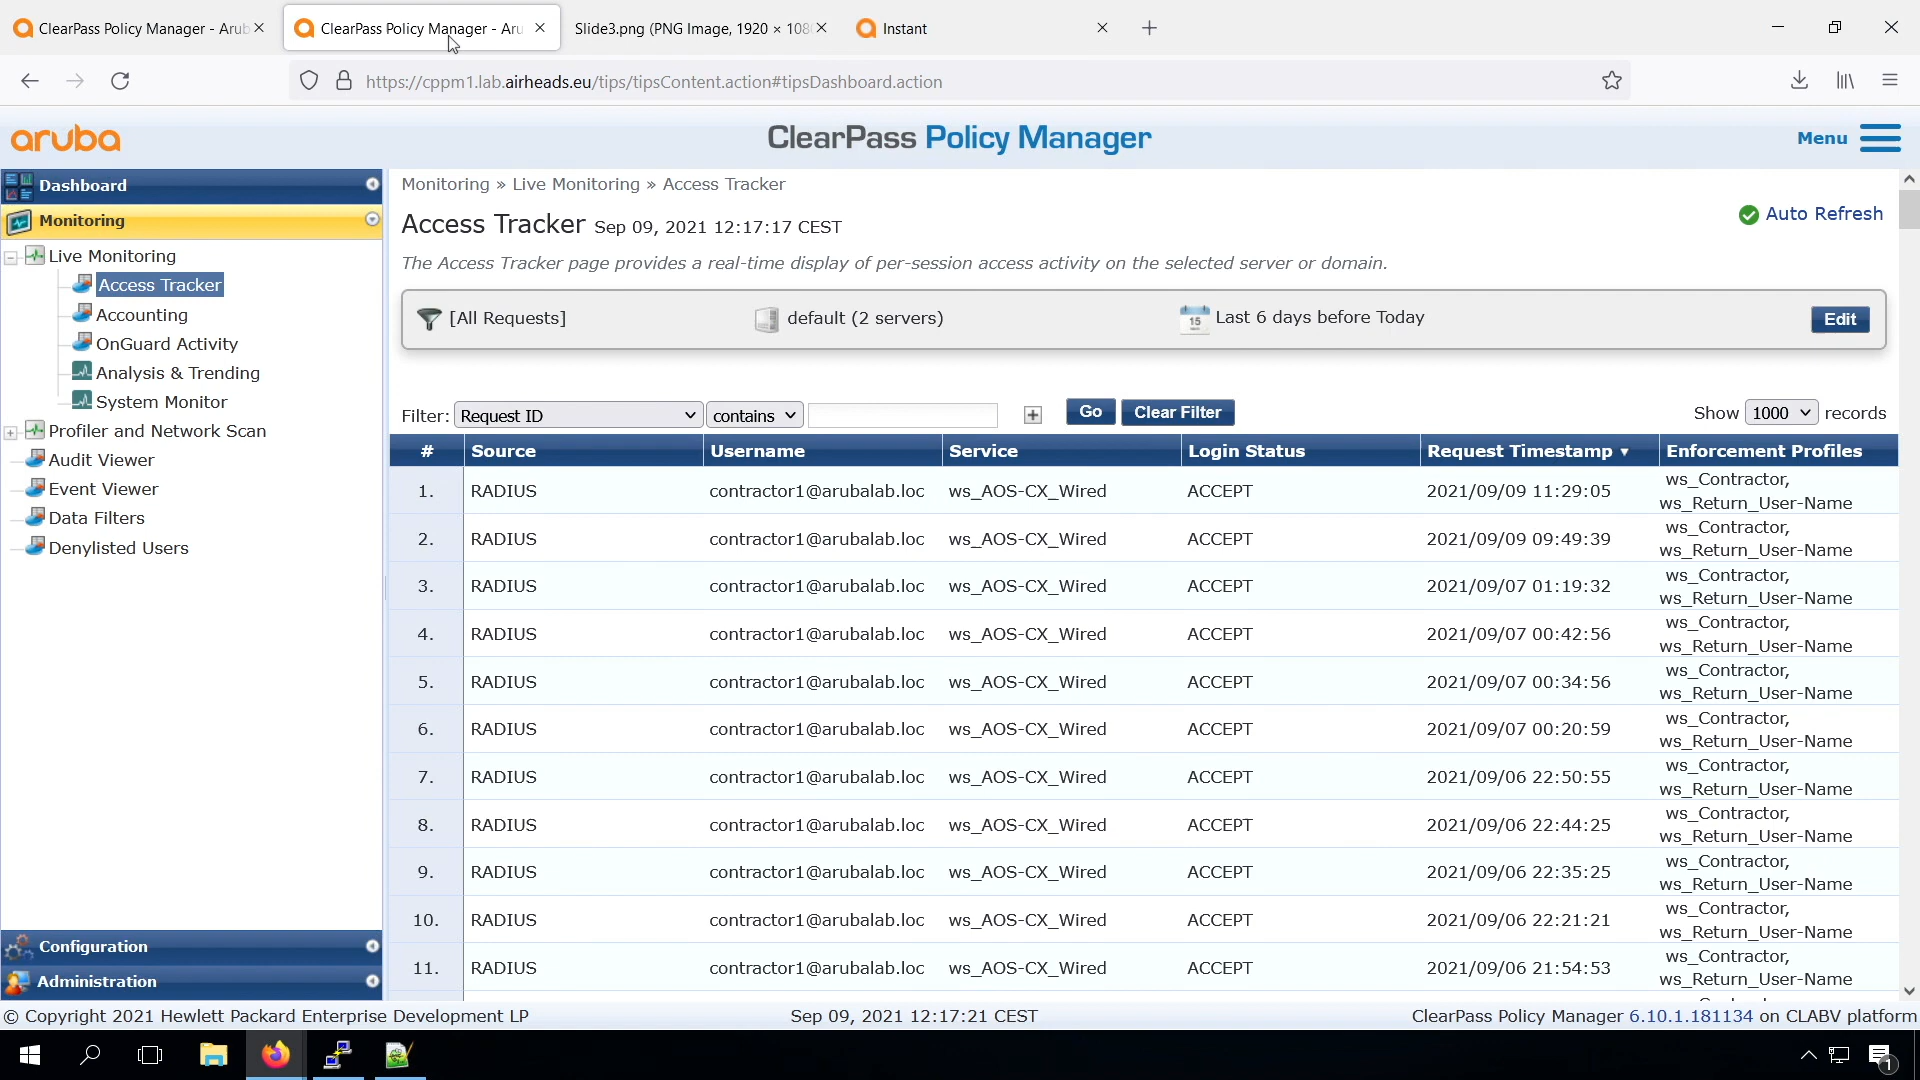 ClearPass Policy Manager - Arub
ClearPass Policy Manager - Aru
Slide3.png (PNG Image, 1920 × 108
Instant
https://cppm1.lab.airheads.eu/tips/tipsContent.action#tipsDashboard.action
aruba
ClearPass Policy Manager
Menu
Dashboard
Monitoring
Live Monitoring
Access Tracker
Accounting
OnGuard Activity
Analysis & Trending
System Monitor
Profiler and Network Scan
Audit Viewer
Event Viewer
Data Filters
Denylisted Users
Configuration
Administration
Monitoring » Live Monitoring » Access Tracker
Access Tracker Sep 09, 2021 12:17:17 CEST
Auto Refresh
The Access Tracker page provides a real-time display of per-session access activity on the selected server or domain.
[All Requests] default (2 servers) 15 Last 6 days before Today Edit
Filter: Request ID contains Go Clear Filter Show 1000 records
# Source Username Service Login Status Request Timestamp ▼ Enforcement Profiles
1. RADIUS contractor1@arubalab.loc ws_AOS-CX_Wired ACCEPT 2021/09/09 11:29:05 ws_Contractor,
ws_Return_User-Name
2. RADIUS contractor1@arubalab.loc ws_AOS-CX_Wired ACCEPT 2021/09/09 09:49:39 ws_Contractor,
ws_Return_User-Name
3. RADIUS contractor1@arubalab.loc ws_AOS-CX_Wired ACCEPT 2021/09/07 01:19:32 ws_Contractor,
ws_Return_User-Name
4. RADIUS contractor1@arubalab.loc ws_AOS-CX_Wired ACCEPT 2021/09/07 00:42:56 ws_Contractor,
ws_Return_User-Name
5. RADIUS contractor1@arubalab.loc ws_AOS-CX_Wired ACCEPT 2021/09/07 00:34:56 ws_Contractor,
ws_Return_User-Name
6. RADIUS contractor1@arubalab.loc ws_AOS-CX_Wired ACCEPT 2021/09/07 00:20:59 ws_Contractor,
ws_Return_User-Name
7. RADIUS contractor1@arubalab.loc ws_AOS-CX_Wired ACCEPT 2021/09/06 22:50:55 ws_Contractor,
ws_Return_User-Name
8. RADIUS contractor1@arubalab.loc ws_AOS-CX_Wired ACCEPT 2021/09/06 22:44:25 ws_Contractor,
ws_Return_User-Name
9. RADIUS contractor1@arubalab.loc ws_AOS-CX_Wired ACCEPT 2021/09/06 22:35:25 ws_Contractor,
ws_Return_User-Name
10. RADIUS contractor1@arubalab.loc ws_AOS-CX_Wired ACCEPT 2021/09/06 22:21:21 ws_Contractor,
ws_Return_User-Name
11. RADIUS contractor1@arubalab.loc ws_AOS-CX_Wired ACCEPT 2021/09/06 21:54:53 ws_Contractor,
ws_Return_User-Name
© Copyright 2021 Hewlett Packard Enterprise Development LP Sep 09, 2021 12:17:21 CEST ClearPass Policy Manager 6.10.1.181134 on CLABV platform
1